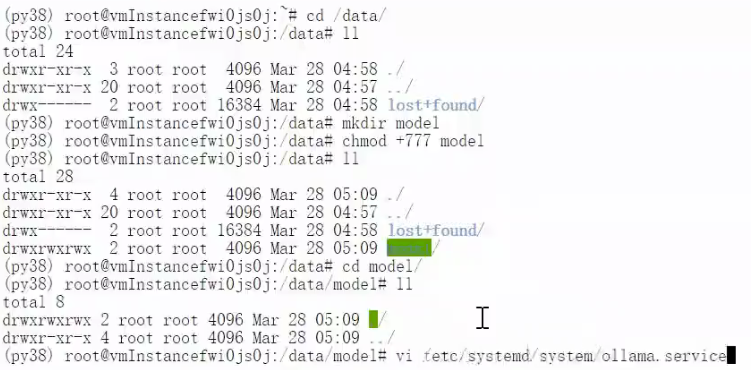 (py38) root@vmInstancefwi0js0j:~# cd /data/
(py38) root@vmInstancefwi0js0j:/data# ll
total 24
drwxr-xr-x  3 root root  4096 Mar 28 04:58 ./
drwxr-xr-x 20 root root  4096 Mar 28 04:57 ../
drwx------  2 root root 16384 Mar 28 04:58 lost+found/
(py38) root@vmInstancefwi0js0j:/data# mkdir model
(py38) root@vmInstancefwi0js0j:/data# chmod +777 model
(py38) root@vmInstancefwi0js0j:/data# ll
total 28
drwxr-xr-x  4 root root  4096 Mar 28 05:09 ./
drwxr-xr-x 20 root root  4096 Mar 28 04:57 ../
drwx------  2 root root 16384 Mar 28 04:58 lost+found/
drwxrwxrwx  2 root root  4096 Mar 28 05:09 /
(py38) root@vmInstancefwi0js0j:/data# cd model/
(py38) root@vmInstancefwi0js0j:/data/model# ll
total 8
drwxrwxrwx 2 root root 4096 Mar 28 05:09 /
drwxr-xr-x 4 root root 4096 Mar 28 05:09 ../
(py38) root@vmInstancefwi0js0j:/data/model# vi /etc/systemd/system/ollama.service